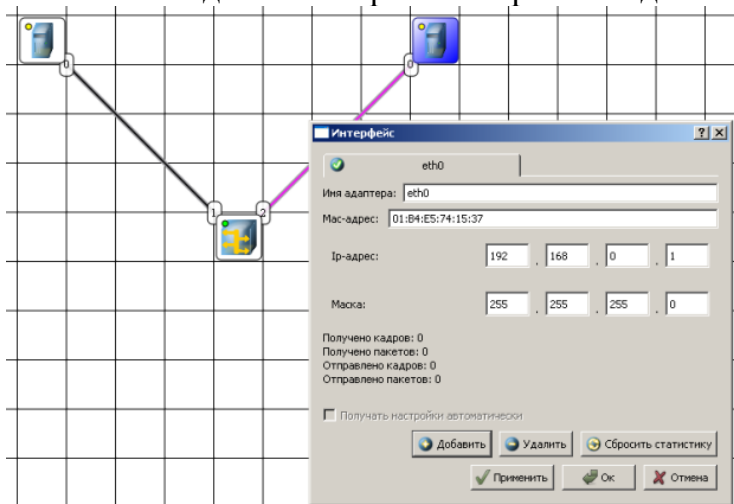 0
0
1
2
Интерфейс
eth0
Имя адаптера: eth0
Mac-адрес: 01:B4:E5:74:15:37
Ip-адрес: 192 . 168 . 0 . 1
Маска: 255 . 255 . 255 . 0
Получено кадров: 0
Получено пакетов: 0
Отправлено кадров: 0
Отправлено пакетов: 0
Получать настройки автоматически
Добавить Удалить Сбросить статистику
Применить Ок Отмена